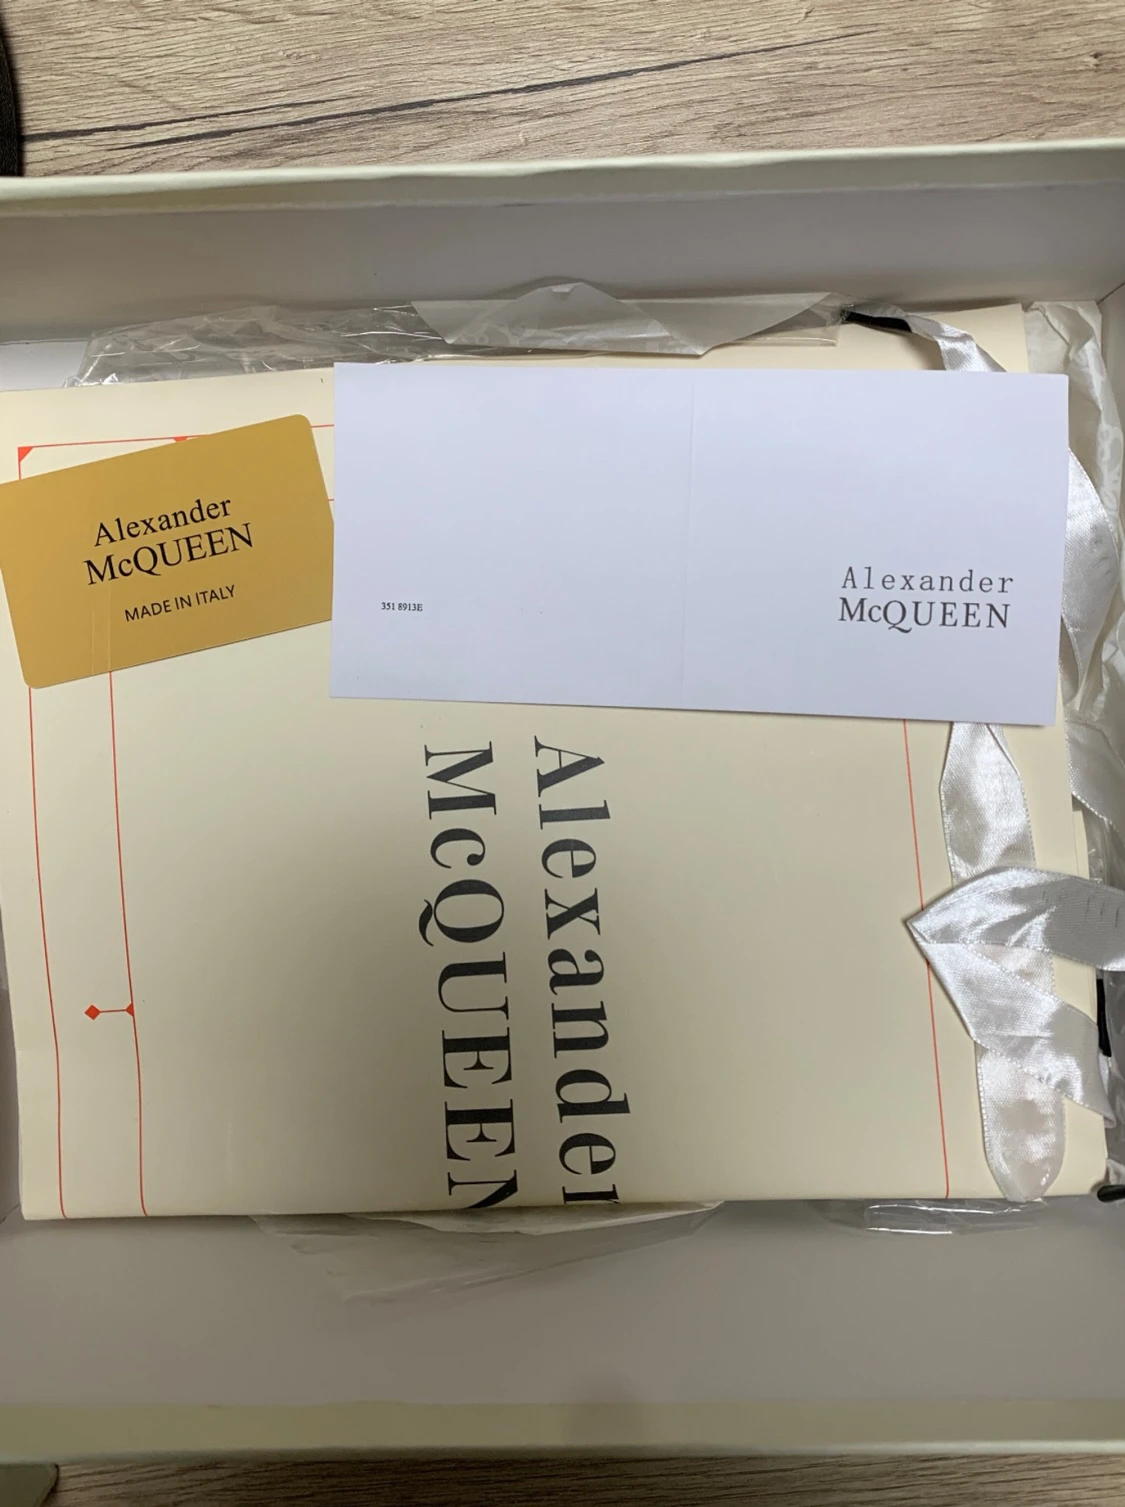 Alexander
McQUEEN
MADE IN ITALY
351 8913E
Alexander
McQUEEN
Alexander
McQUEEN